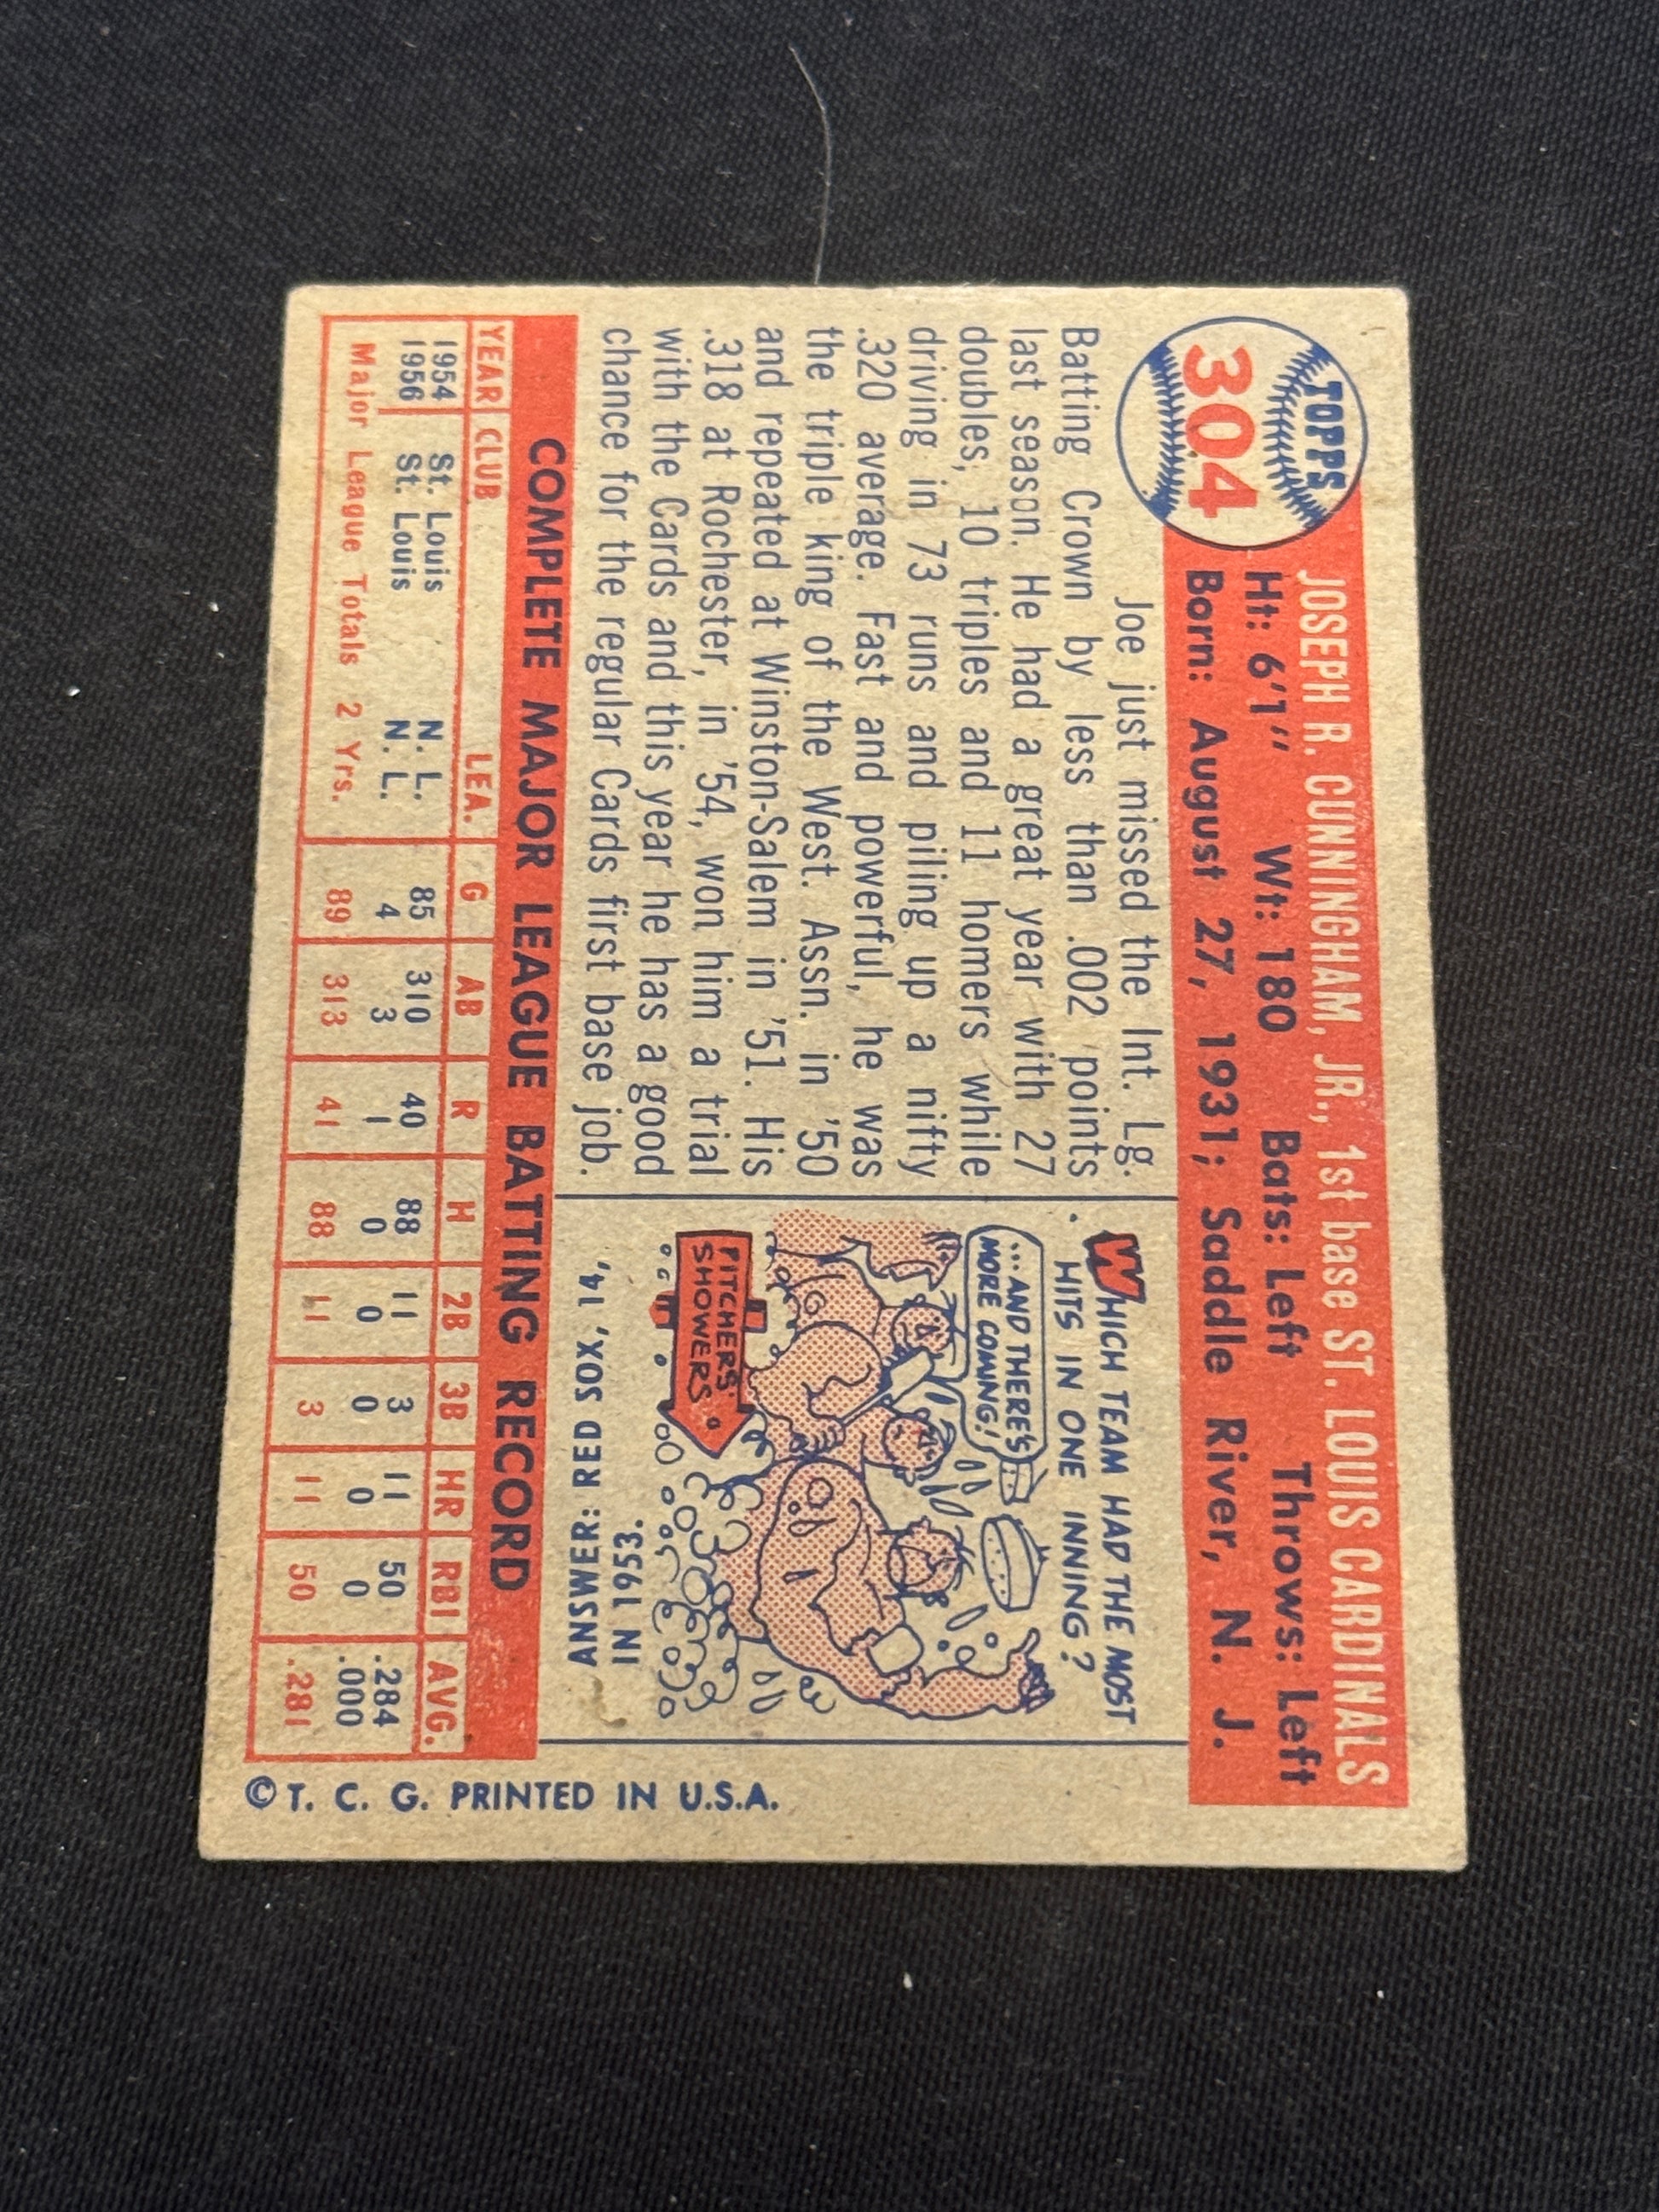 TOPPS
304
JOSEPH R. CUNNINGHAM, JR., 1st base ST. LOUIS CARDINALS
Ht: 6'1" Wt: 180 Bats: Left Throws: Left
Born: August 27, 1931; Saddle River, N. J.
Joe just missed the Int. Lg.
Batting Crown by less than .002 points
last season. He had a great year with 27
doubles, 10 triples and 11 homers while
driving in 73 runs and piling up a nifty
.320 average. Fast and powerful, he was
the triple king of the West. Assn. in '50
and repeated at Winston-Salem in '51. His
.318 at Rochester, in '54, won him a trial
with the Cards and this year he has a good
chance for the regular Cards first base job.
WHICH TEAM HAD THE MOST
HITS IN ONE INNING?
...AND THERE'S
MORE COMING!
PITCHERS'
SHOWERS
ANSWER: RED SOX, 14,
IN 1953.
COMPLETE MAJOR LEAGUE BATTING RECORD
YEAR CLUB LEA. G AB R H 2B 3B HR RBI AVG.
1954 St. Louis N. L. 85 310 40 88 11 3 11 50 .284
1956 St. Louis N. L. 4 3 1 0 0 0 0 0 .000
Major League Totals 2 Yrs. 89 313 41 88 11 3 11 50 .281
© T. C. G. PRINTED IN U.S.A.